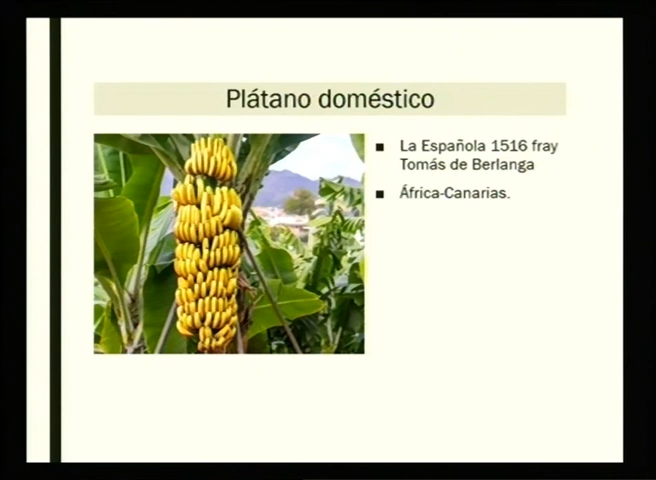 Plátano doméstico
La Española 1516 fray
Tomás de Berlanga
África-Canarias.